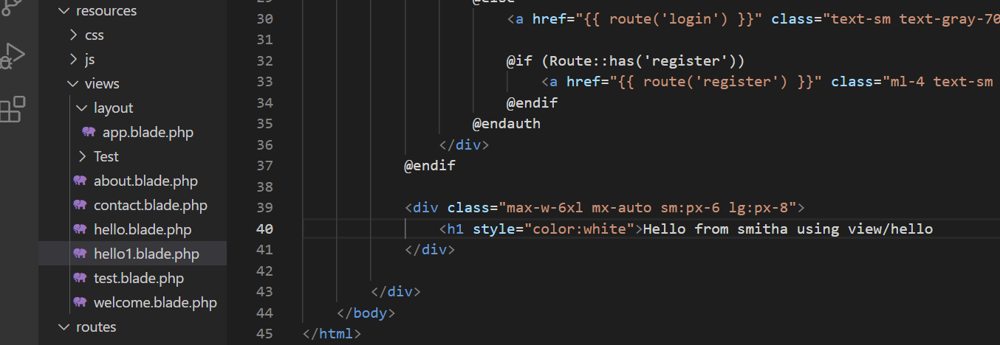 resources
css
js
views
layout
app.blade.php
Test
about.blade.php
contact.blade.php
hello.blade.php
hello1.blade.php
test.blade.php
welcome.blade.php
routes
29 @else
30 <a href="{{ route('login') }}" class="text-sm text-gray-70
31
32 @if (Route::has('register'))
33 <a href="{{ route('register') }}" class="ml-4 text-sm
34 @endif
35 @endauth
36 </div>
37 @endif
38
39 <div class="max-w-6xl mx-auto sm:px-6 lg:px-8">
40 <h1 style="color:white">Hello from smitha using view/hello
41 </div>
42
43 </div>
44 </body>
45 </html>